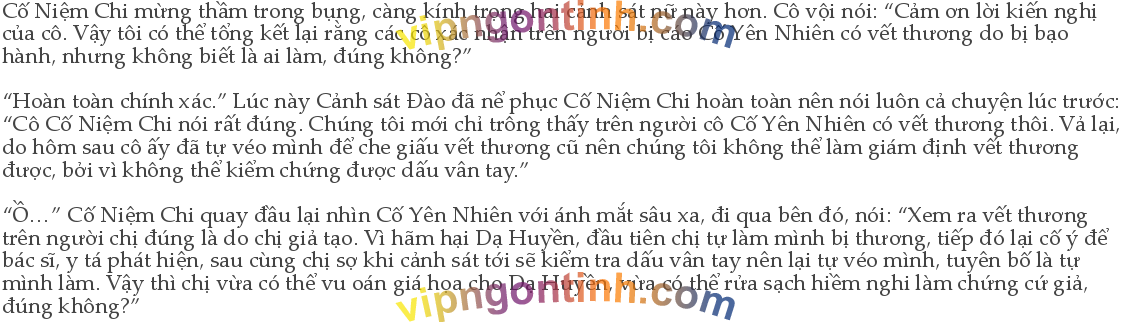 Cố Niệm Chi mừng thầm trong bụng, càng kính trọng hai cảnh sát nữ này hơn. Cô vội nói: “Cảm ơn lời kiến nghị
của cô. Vậy tôi có thể tổng kết lại rằng các cô xác nhận trên người bị cáo Cố Yên Nhiên có vết thương do bị bạo
hành, nhưng không biết là ai làm, đúng không?”
“Hoàn toàn chính xác.” Lúc này Cảnh sát Đào đã nể phục Cố Niệm Chi hoàn toàn nên nói luôn cả chuyện lúc trước:
“Cô Cố Niệm Chi nói rất đúng. Chúng tôi mới chỉ trông thấy trên người cô Cố Yên Nhiên có vết thương thôi. Vả lại,
do hôm sau cô ấy đã tự véo mình để che giấu vết thương cũ nên chúng tôi không thể làm giám định vết thương
được, bởi vì không thể kiểm chứng được dấu vân tay.”
“Ồ…” Cố Niệm Chi quay đầu lại nhìn Cố Yên Nhiên với ánh mắt sâu xa, đi qua bên đó, nói: “Xem ra vết thương
trên người chị đúng là do chị giả tạo. Vì hãm hại Dạ Huyền, đầu tiên chị tự làm mình bị thương, tiếp đó lại cố ý để
bác sĩ, y tá phát hiện, sau cùng chị sợ khi cảnh sát tới sẽ kiểm tra dấu vân tay nên lại tự véo mình, tuyên bố là tự
mình làm. Vậy thì chị vừa có thể vu oán giá họa cho Dạ Huyền, vừa có thể rửa sạch hiềm nghi làm chứng cứ giả,
đúng không?”
vipngontinh.com
vipngontinh.com